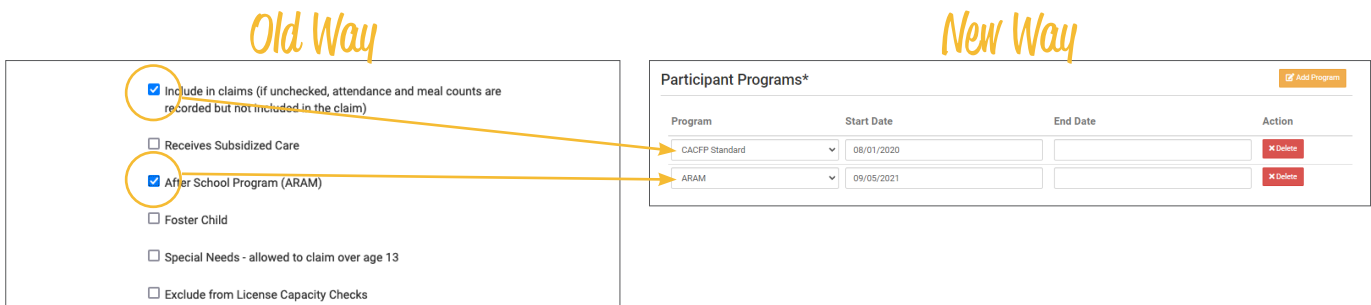 Old Way
Include in claims (if unchecked, attendance and meal counts are
recorded but not included in the claim)
Receives Subsidized Care
After School Program (ARAM)
Foster Child
Special Needs - allowed to claim over age 13
Exclude from License Capacity Checks
New Way
Participant Programs*
Add Program
Program Start Date End Date Action
CACFP Standard 08/01/2020 Delete
ARAM 09/05/2021 Delete